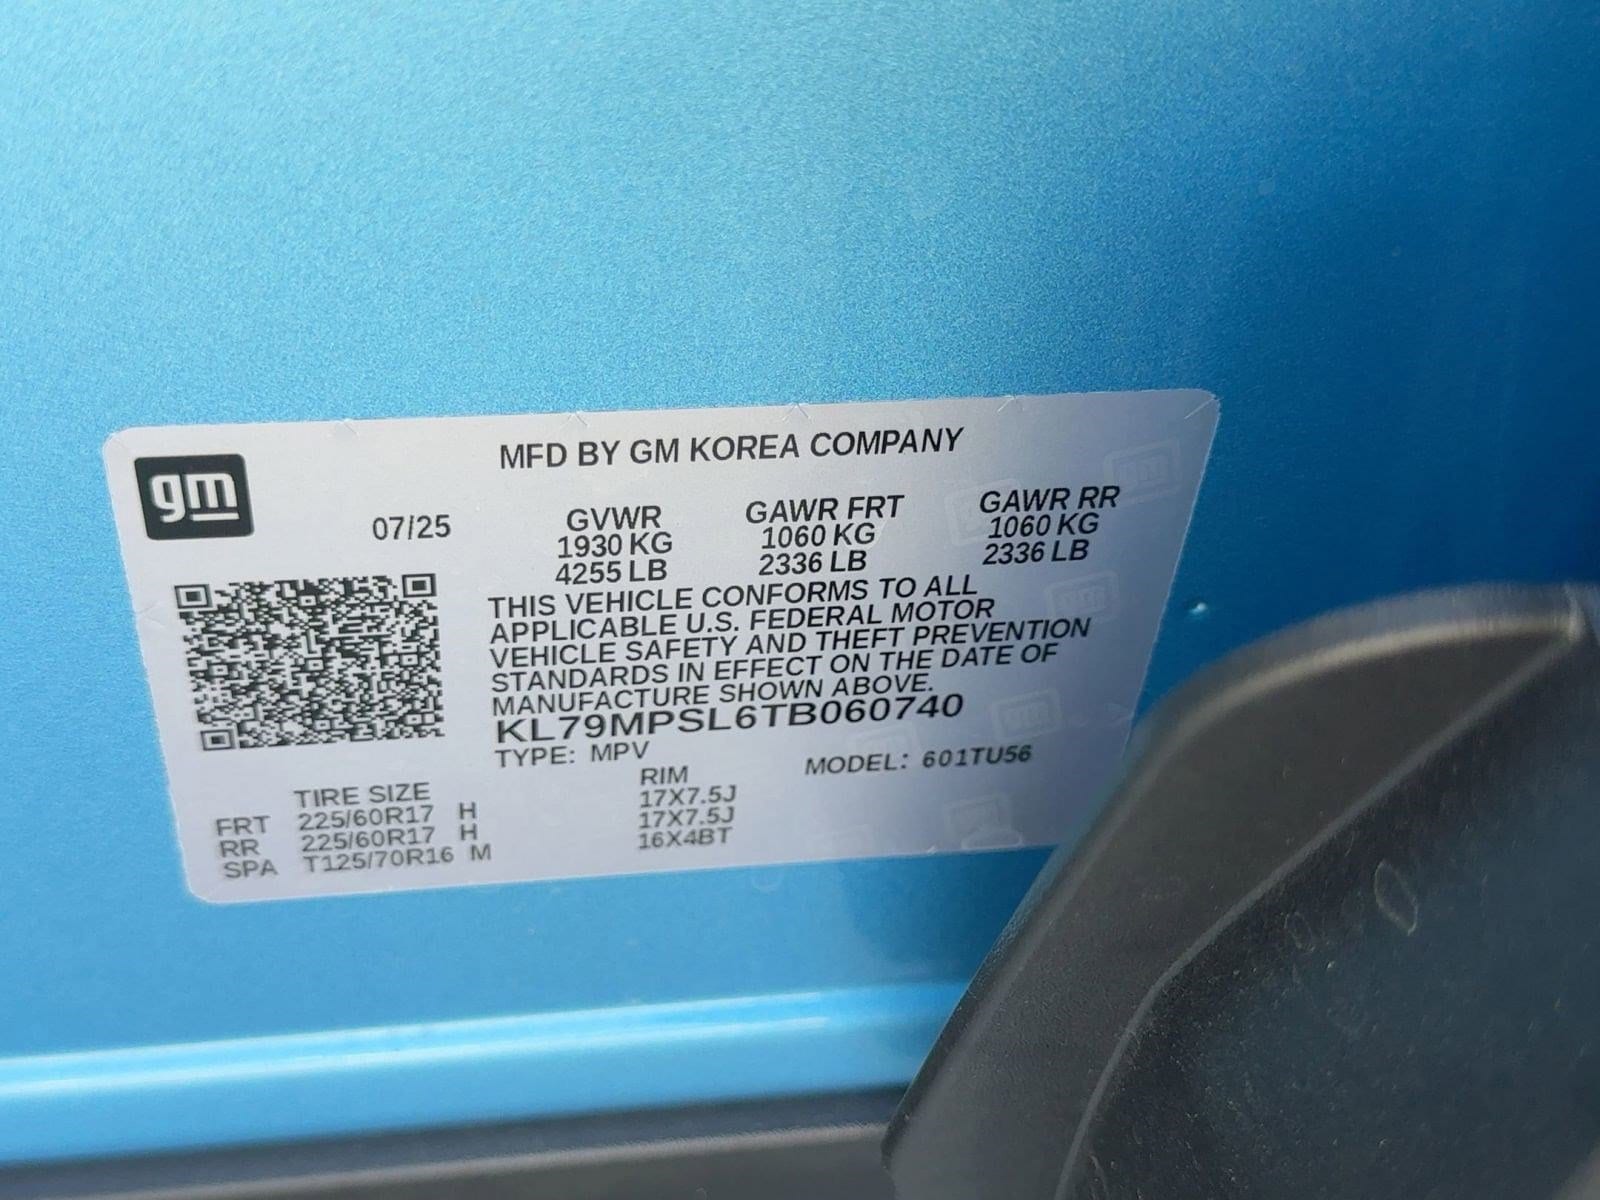 gm
MFD BY GM KOREA COMPANY
07/25
GVWR GAWR FRT GAWR RR
1930 KG 1060 KG 1060 KG
4255 LB 2336 LB 2336 LB
THIS VEHICLE CONFORMS TO ALL
APPLICABLE U.S. FEDERAL MOTOR
VEHICLE SAFETY AND THEFT PREVENTION
STANDARDS IN EFFECT ON THE DATE OF
MANUFACTURE SHOWN ABOVE.
KL79MPSL6TB060740
TYPE: MPV MODEL: 601TU56
TIRE SIZE RIM
FRT 225/60R17 H 17X7.5J
RR 225/60R17 H 17X7.5J
SPA T125/70R16 M 16X4BT